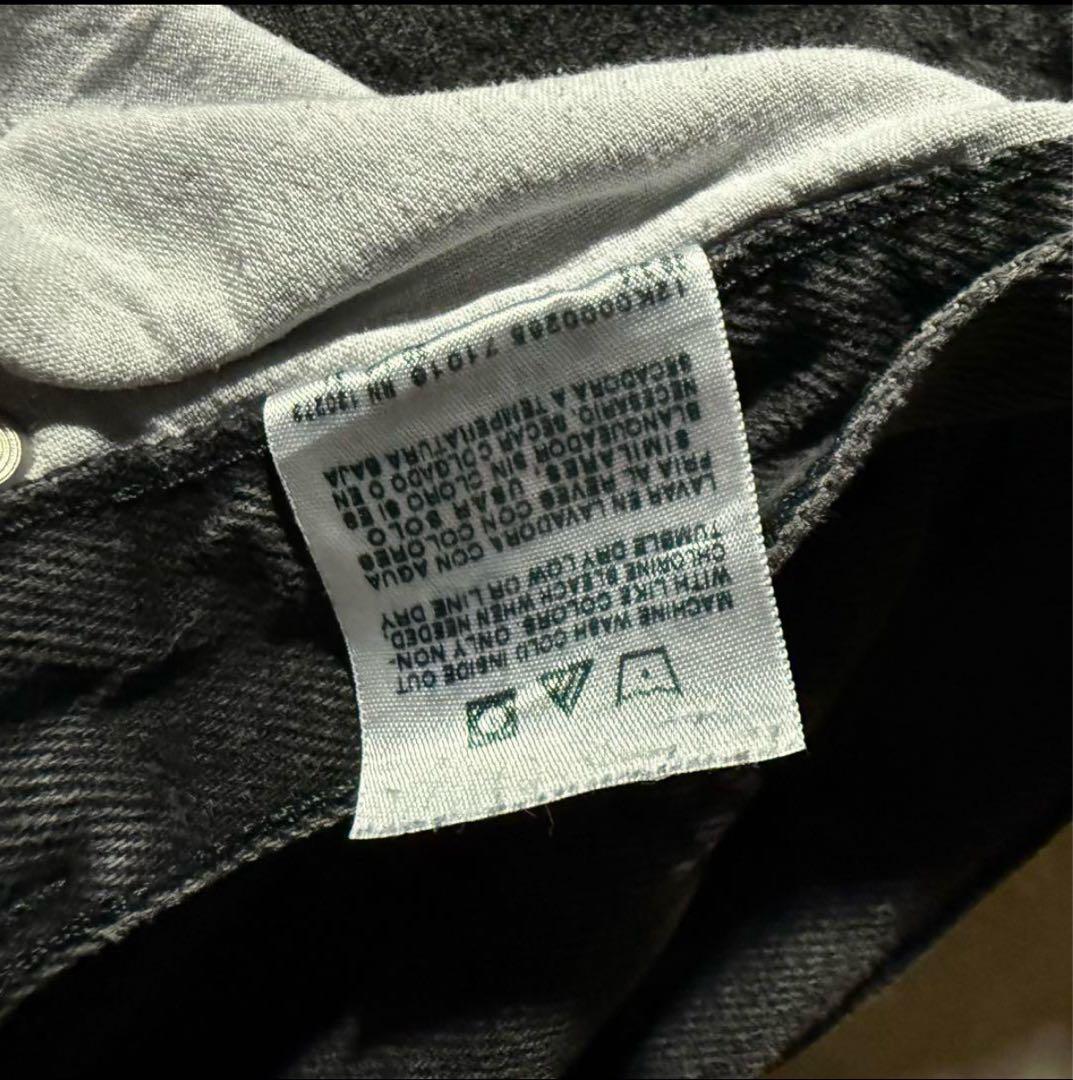 MACHINE WASH COLD INSIDE OUT
WITH LIKE COLORS. ONLY NON-
CHLORINE BLEACH WHEN NEEDED
TUMBLE DRY LOW OR LINE DRY
LAVAR EN LAVADORA CON AGUA
FRIA AL REVES CON COLORES
SIMILARES. USAR SOLO
BLANQUEADOR SIN CLORO SI ES
NECESARIO. SECAR COLGADO O EN
SECADORA A TEMPERATURA BAJA
RN 130273